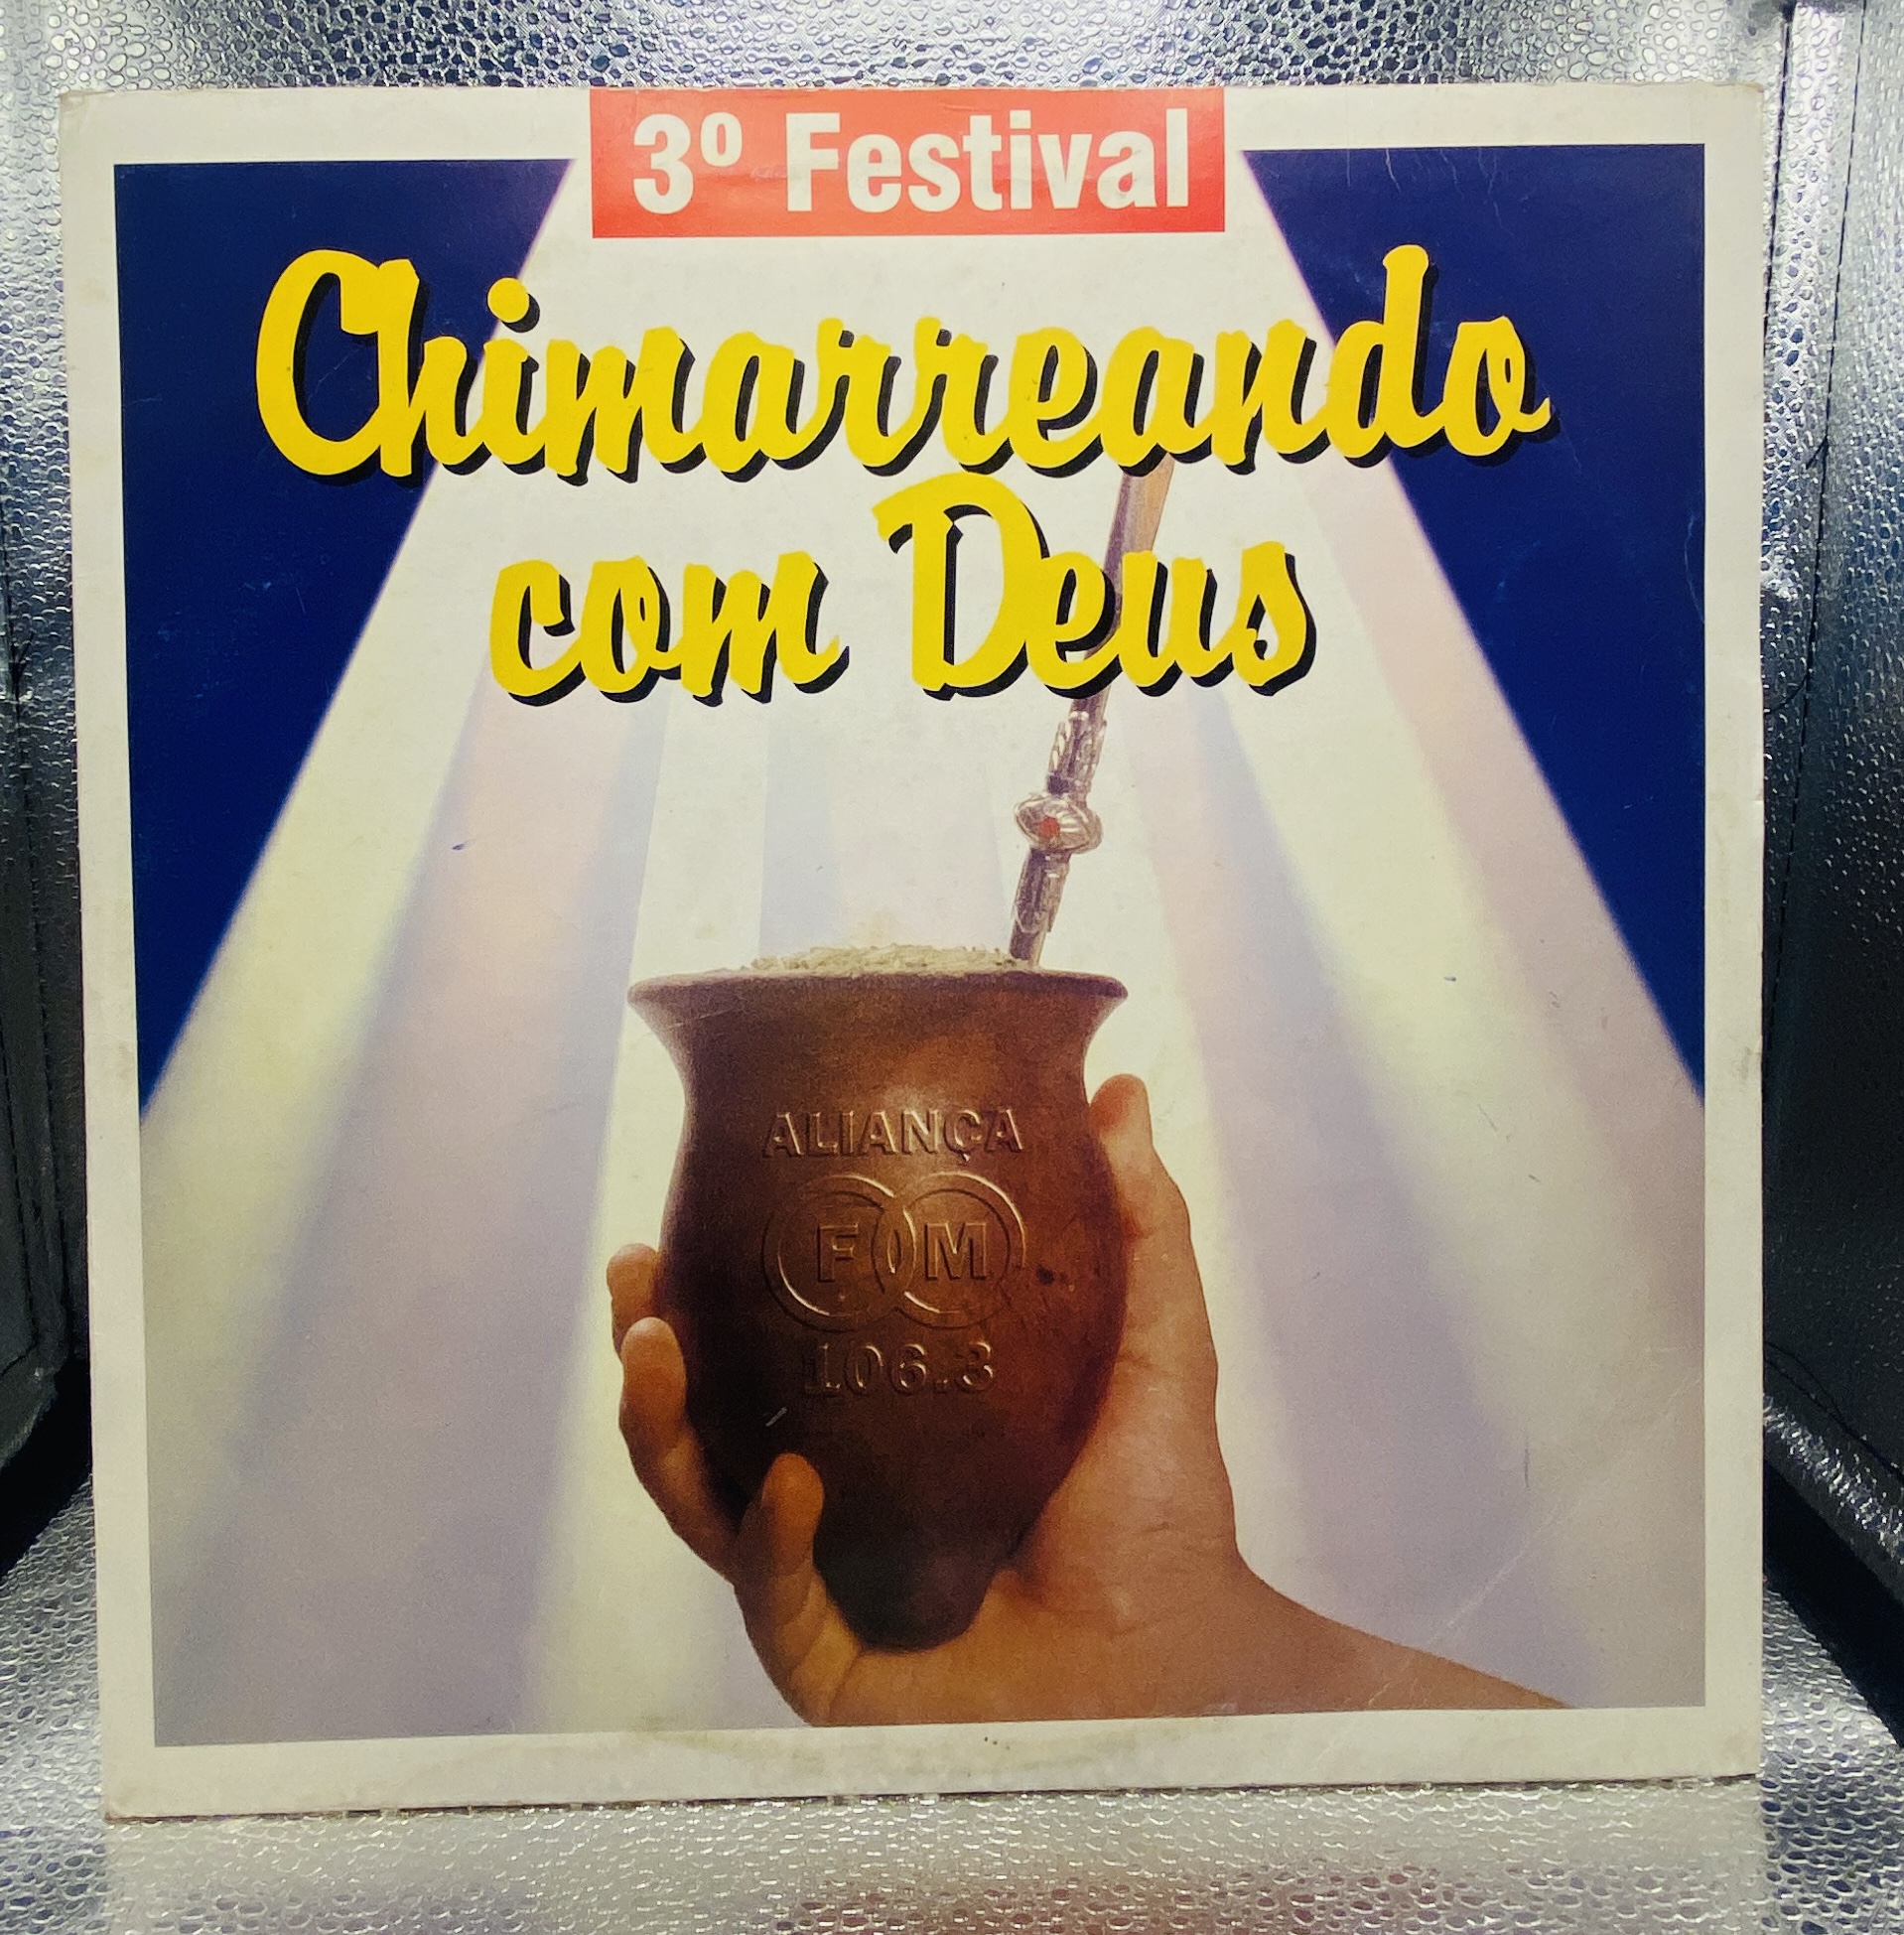 3º Festival
Chimarreando
com Deus
ALIANÇA
FM
106.3